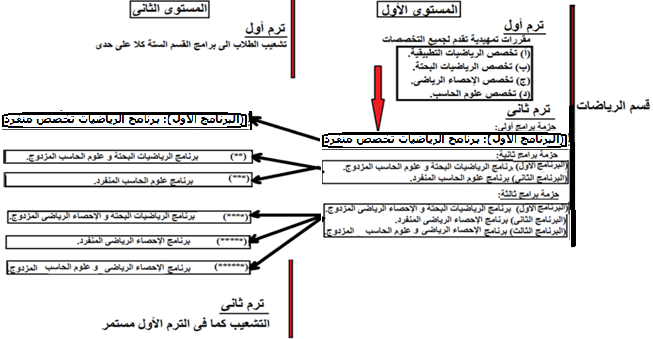 المستوى الأول
ترم أول
مقررات تمهيدية تقدم لجميع التخصصات
(ا) تخصص الرياضيات التطبيقية.
(ب) تخصص الرياضيات البحتة.
(ج) تخصص الإحصاء الرياضى.
(د) تخصص علوم الحاسب.
قسم الرياضات
ترم ثانى
حزمة برامج أولى:
(البرنامج الأول): برنامج الرياضيات تخصص منفرد
حزمة برامج ثانية:
(البرنامج الأول) برنامج الرياضيات البحتة و علوم الحاسب المزدوج.
(البرنامج الثانى) برنامج علوم الحاسب المنفرد.
حزمة برامج ثالثة:
(البرنامج الأول) برنامج الرياضيات البحتة و الإحصاء الرياضى المزدوج.
(البرنامج الثانى) برنامج الإحصاء الرياضى المنفرد.
(البرنامج الثالث) برنامج الإحصاء الرياضى و علوم الحاسب المزدوج.
المستوى الثانى
ترم أول
تشعيب الطلاب الى برامج القسم الستة كلا على حدى
(البرنامج الأول): برنامج الرياضيات تخصص منفرد
(**) برنامج الرياضيات البحتة و علوم الحاسب المزدوج.
(***) برنامج علوم الحاسب المنفرد.
(****) برنامج الرياضيات البحتة و الإحصاء الرياضى المزدوج.
(*****) برنامج الإحصاء الرياضى المنفرد.
(******) برنامج الإحصاء الرياضى و علوم الحاسب المزدوج.
ترم ثانى
التشعيب كما فى الترم الأول مستمر